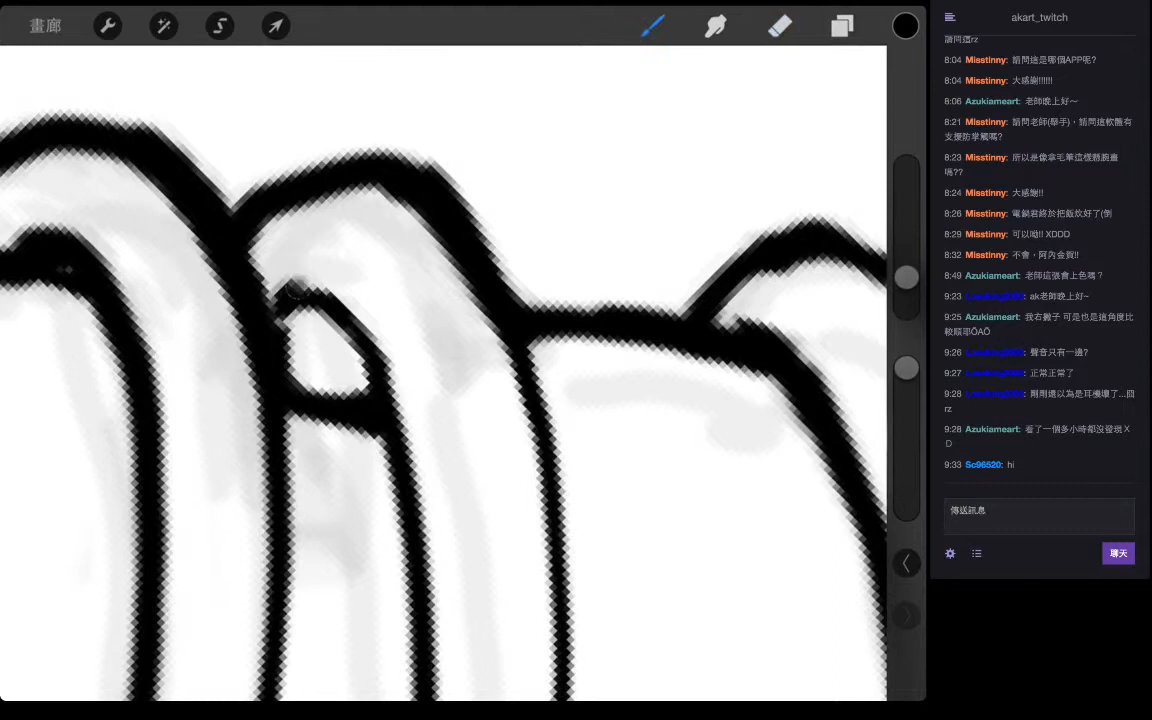 畫廊
akart_twitch
請問這rz
8:04 Misstinny: 請問這是哪個APP呢?
8:04 Misstinny: 大感謝!!!!!!
8:06 Azukiameart: 老師晚上好～
8:21 Misstinny: 請問老師(舉手)，請問這軟體有
支援防掌觸嗎?
8:23 Misstinny: 所以是像拿毛筆這樣懸腕畫
嗎??
8:24 Misstinny: 大感謝!!
8:26 Misstinny: 電鍋君終於把飯炊好了(倒
8:29 Misstinny: 可以呦!! XDDD
8:32 Misstinny: 不會，阿內金賀!!
8:49 Azukiameart: 老師這張會上色嗎？
9:23 : ak老師晚上好~
9:25 Azukiameart: 我右撇子 可是也是這角度比
較順耶ÕAÕ
9:26 : 聲音只有一邊?
9:27 : 正常正常了
9:28 : 剛剛還以為是耳機壞了...囧
rz
9:28 Azukiameart: 看了一個多小時都沒發現Ｘ
Ｄ
9:33 Sc96520: hi
傳送訊息
聊天